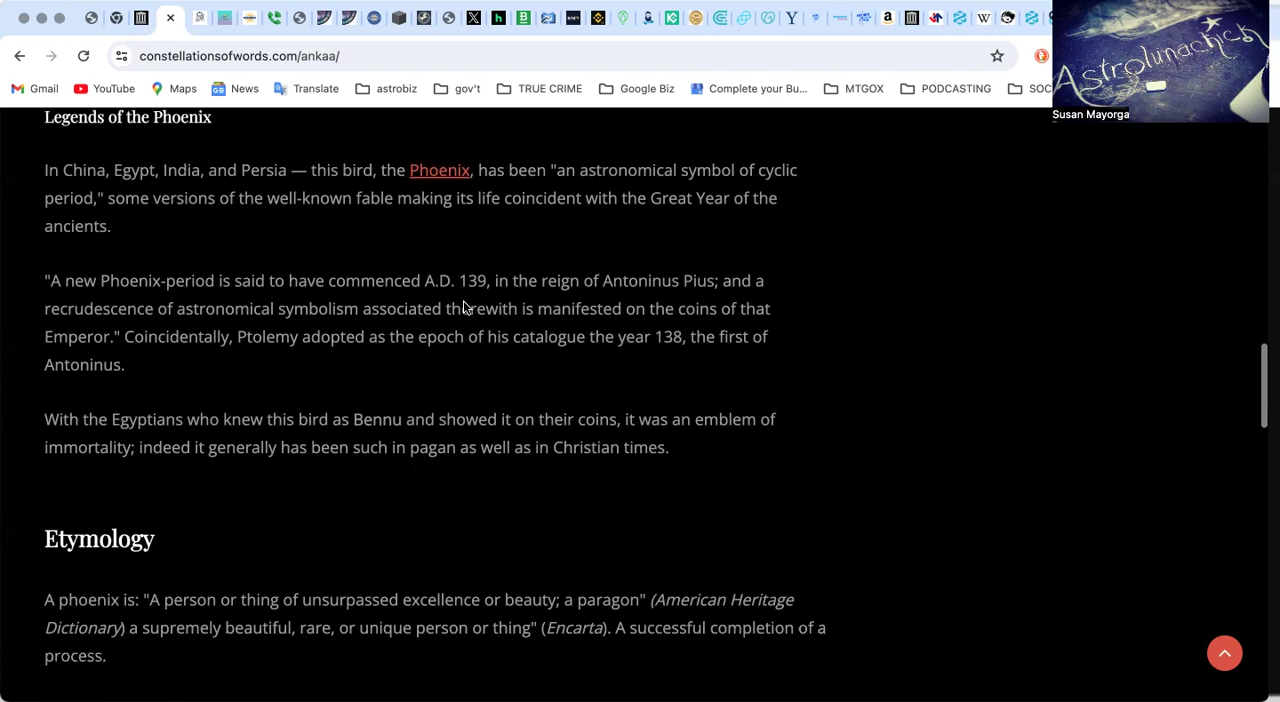 constellationsofwords.com/ankaa/
Gmail YouTube Maps News Translate astrobiz gov't TRUE CRIME Google Biz Complete your Bu... MTGOX PODCASTING SOC
Astrolunachick
Susan Mayorga
Legends of the Phoenix
In China, Egypt, India, and Persia — this bird, the Phoenix, has been "an astronomical symbol of cyclic
period," some versions of the well-known fable making its life coincident with the Great Year of the
ancients.
"A new Phoenix-period is said to have commenced A.D. 139, in the reign of Antoninus Pius; and a
recrudescence of astronomical symbolism associated therewith is manifested on the coins of that
Emperor." Coincidentally, Ptolemy adopted as the epoch of his catalogue the year 138, the first of
Antoninus.
With the Egyptians who knew this bird as Bennu and showed it on their coins, it was an emblem of
immortality; indeed it generally has been such in pagan as well as in Christian times.
Etymology
A phoenix is: "A person or thing of unsurpassed excellence or beauty; a paragon" (American Heritage
Dictionary) a supremely beautiful, rare, or unique person or thing" (Encarta). A successful completion of a
process.